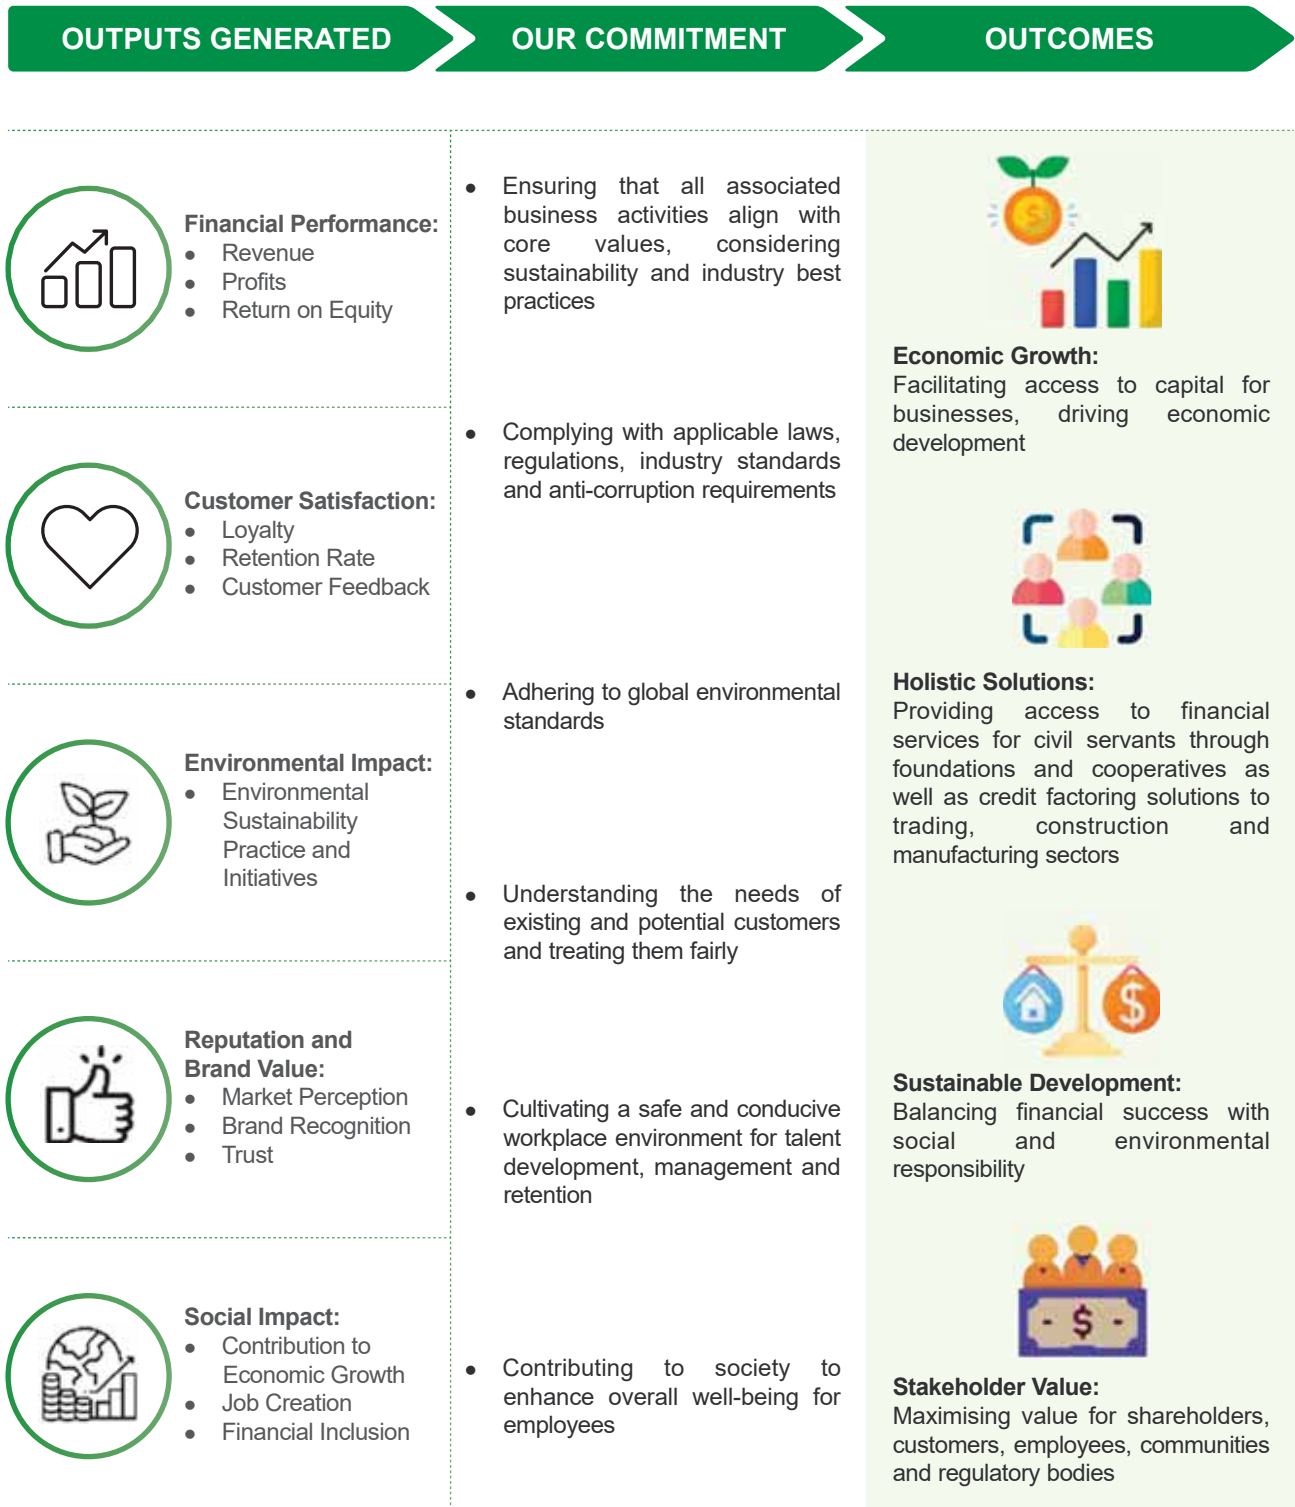 OUTPUTS GENERATED
OUR COMMITMENT
OUTCOMES
Financial Performance:
● Revenue
● Profits
● Return on Equity
Customer Satisfaction:
● Loyalty
● Retention Rate
● Customer Feedback
Environmental Impact:
● Environmental
Sustainability
Practice and
Initiatives
Reputation and
Brand Value:
● Market Perception
● Brand Recognition
● Trust
Social Impact:
● Contribution to
Economic Growth
● Job Creation
● Financial Inclusion
● Ensuring that all associated
business activities align with
core values, considering
sustainability and industry best
practices
● Complying with applicable laws,
regulations, industry standards
and anti-corruption requirements
● Adhering to global environmental
standards
● Understanding the needs of
existing and potential customers
and treating them fairly
● Cultivating a safe and conducive
workplace environment for talent
development, management and
retention
● Contributing to society to
enhance overall well-being for
employees
$
Economic Growth:
Facilitating access to capital for
businesses, driving economic
development
Holistic Solutions:
Providing access to financial
services for civil servants through
foundations and cooperatives as
well as credit factoring solutions to
trading, construction and
manufacturing sectors
$
Sustainable Development:
Balancing financial success with
social and environmental
responsibility
- $ -
Stakeholder Value:
Maximising value for shareholders,
customers, employees, communities
and regulatory bodies